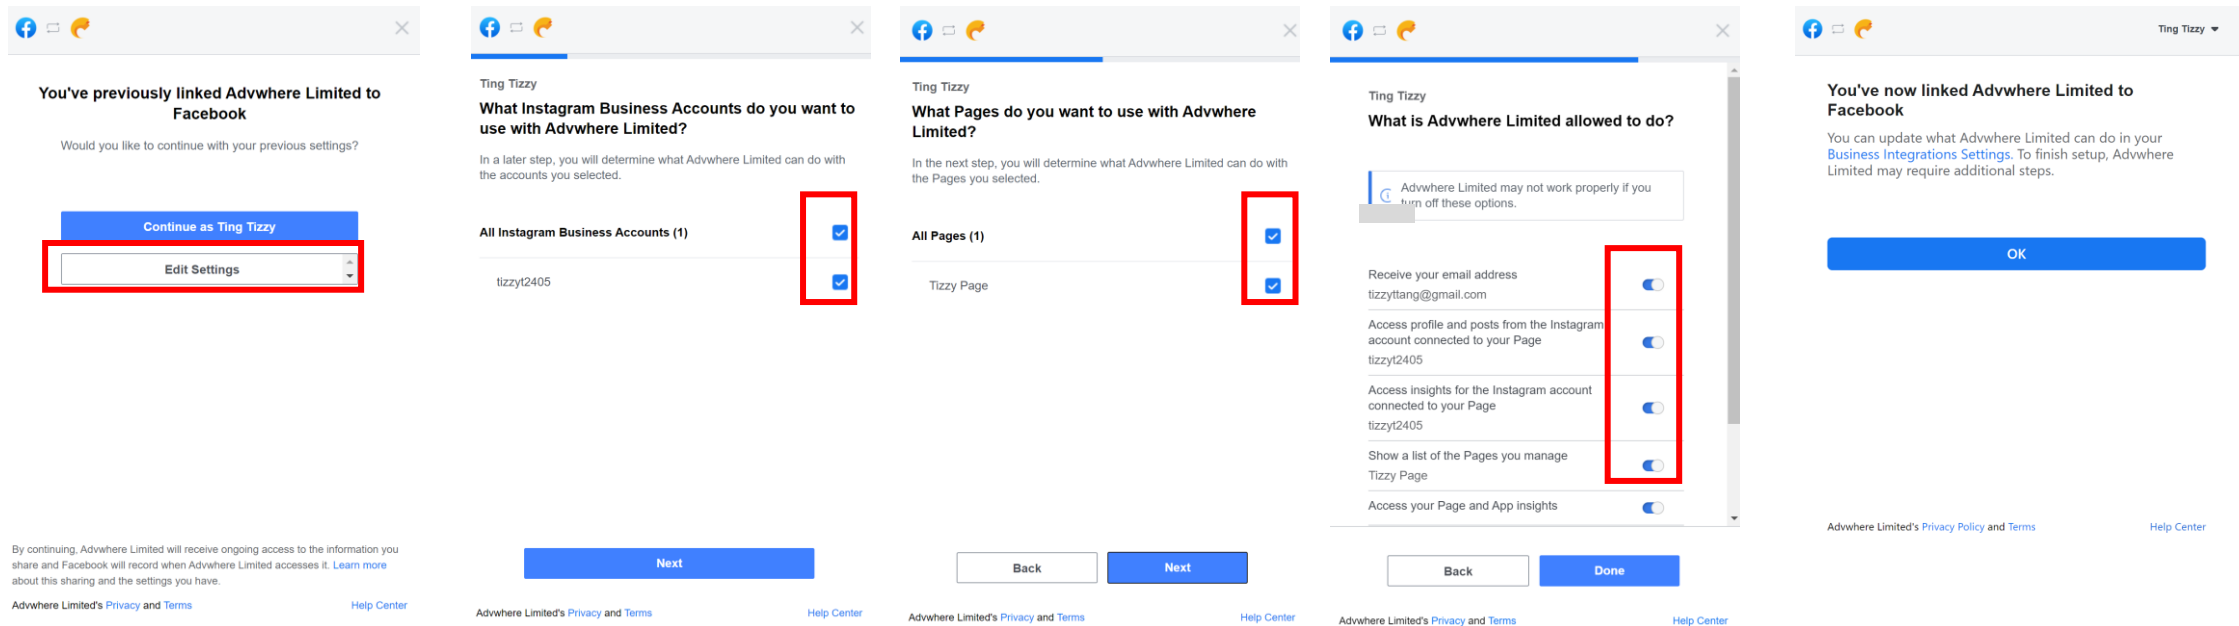 You've previously linked Advwhere Limited to
Facebook
Would you like to continue with your previous settings?
Continue as Ting Tizzy
Edit Settings
By continuing, Advwhere Limited will receive ongoing access to the information you
share and Facebook will record when Advwhere Limited accesses it. Learn more
about this sharing and the settings you have.
Advwhere Limited's Privacy and Terms
Help Center
Ting Tizzy
What Instagram Business Accounts do you want to
use with Advwhere Limited?
In a later step, you will determine what Advwhere Limited can do with
the accounts you selected.
All Instagram Business Accounts (1)
tizzyt2405
Next
Advwhere Limited's Privacy and Terms
Help Center
Ting Tizzy
What Pages do you want to use with Advwhere
Limited?
In the next step, you will determine what Advwhere Limited can do with
the Pages you selected.
All Pages (1)
Tizzy Page
Back
Next
Advwhere Limited's Privacy and Terms
Help Center
Ting Tizzy
What is Advwhere Limited allowed to do?
Advwhere Limited may not work properly if you
turn off these options.
Receive your email address
tizzyttang@gmail.com
Access profile and posts from the Instagram
account connected to your Page
tizzyt2405
Access insights for the Instagram account
connected to your Page
tizzyt2405
Show a list of the Pages you manage
Tizzy Page
Access your Page and App insights
Back
Done
Advwhere Limited's Privacy and Terms
Help Center
Ting Tizzy
You've now linked Advwhere Limited to
Facebook
You can update what Advwhere Limited can do in your
Business Integrations Settings. To finish setup, Advwhere
Limited may require additional steps.
OK
Advwhere Limited's Privacy Policy and Terms
Help Center